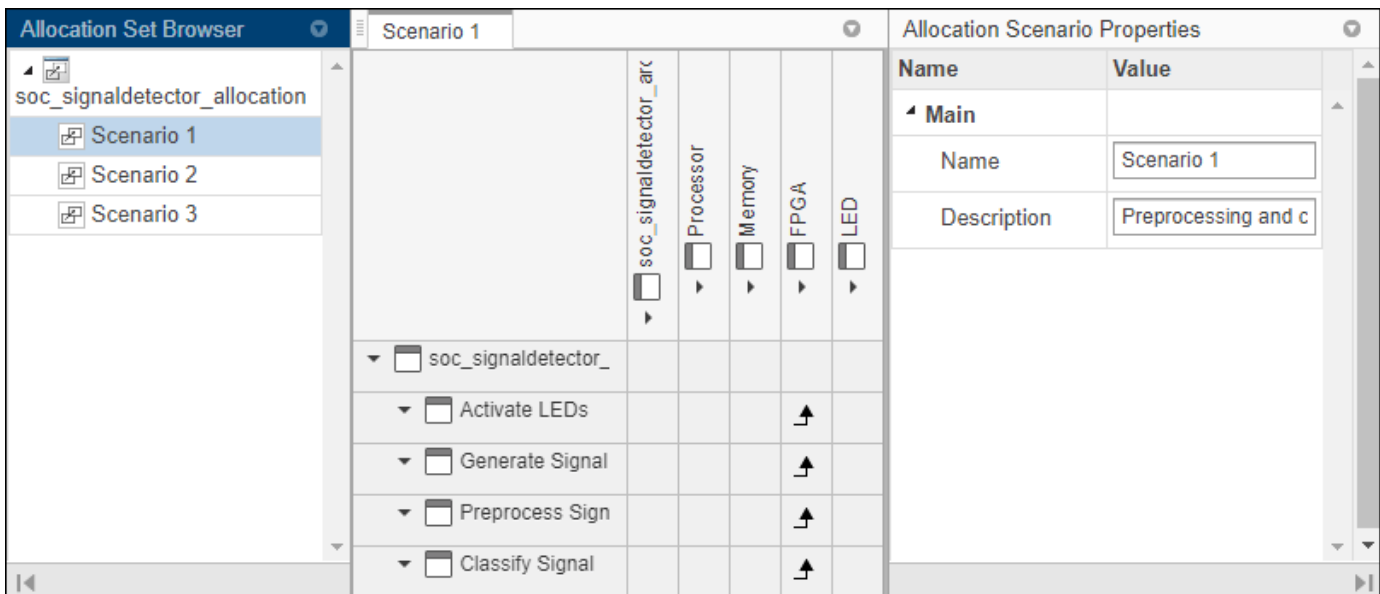 Allocation Set Browser
soc_signaldetector_allocation
Scenario 1
Scenario 2
Scenario 3
Scenario 1
soc_signaldetector_arc
Processor
Memory
FPGA
LED
soc_signaldetector_
Activate LEDs
Generate Signal
Preprocess Sign
Classify Signal
Allocation Scenario Properties
Name Value
Main
Name Scenario 1
Description Preprocessing and c